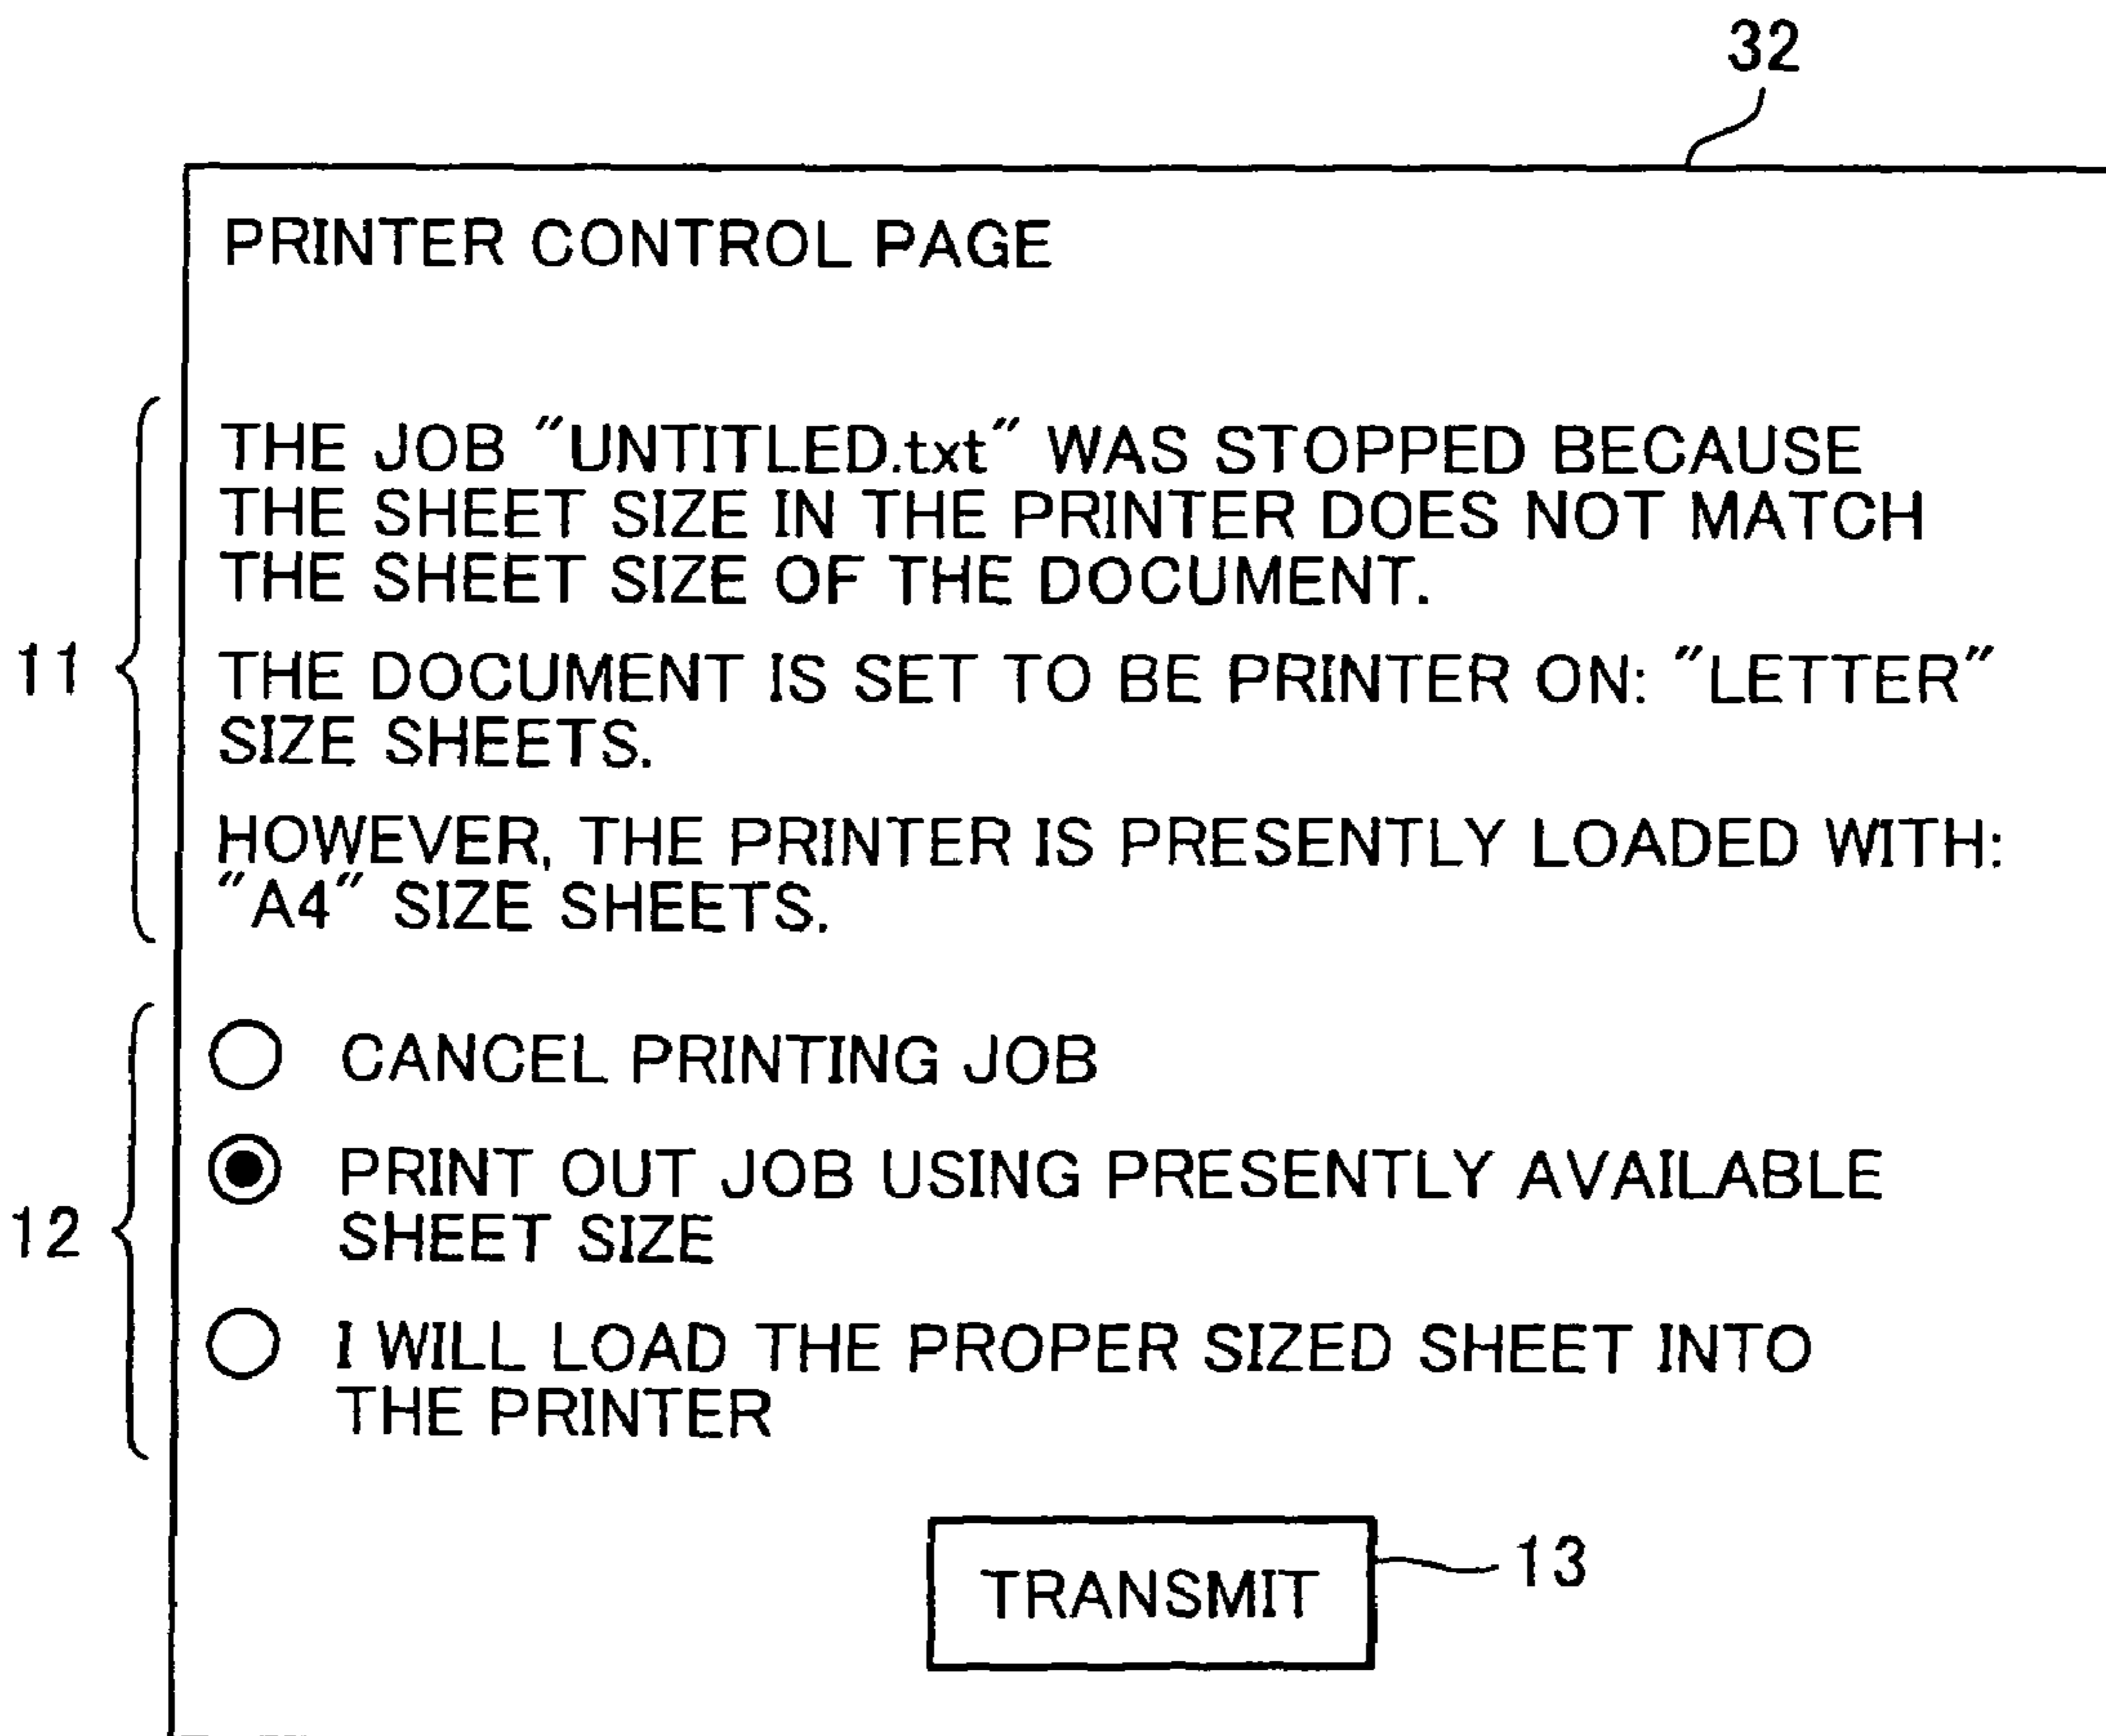 32
PRINTER CONTROL PAGE
THE JOB "UNTITLED.txt" WAS STOPPED BECAUSE
THE SHEET SIZE IN THE PRINTER DOES NOT MATCH
THE SHEET SIZE OF THE DOCUMENT.
11
THE DOCUMENT IS SET TO BE PRINTER ON: "LETTER"
SIZE SHEETS.
HOWEVER, THE PRINTER IS PRESENTLY LOADED WITH:
"A4" SIZE SHEETS.
CANCEL PRINTING JOB
PRINT OUT JOB USING PRESENTLY AVAILABLE
SHEET SIZE
12
I WILL LOAD THE PROPER SIZED SHEET INTO
THE PRINTER
TRANSMIT
13